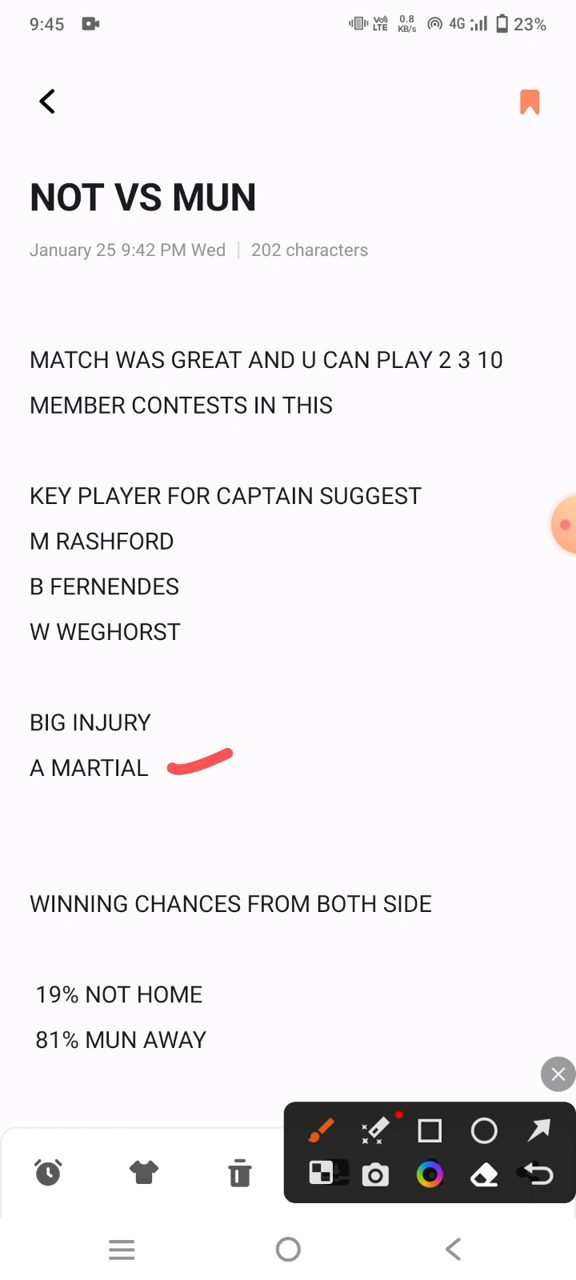 9:45
Vo) LTE 0.8 KB/s 4G 23%
NOT VS MUN
January 25 9:42 PM Wed | 202 characters
MATCH WAS GREAT AND U CAN PLAY 2 3 10
MEMBER CONTESTS IN THIS
KEY PLAYER FOR CAPTAIN SUGGEST
M RASHFORD
B FERNENDES
W WEGHORST
BIG INJURY
A MARTIAL
WINNING CHANCES FROM BOTH SIDE
19% NOT HOME
81% MUN AWAY